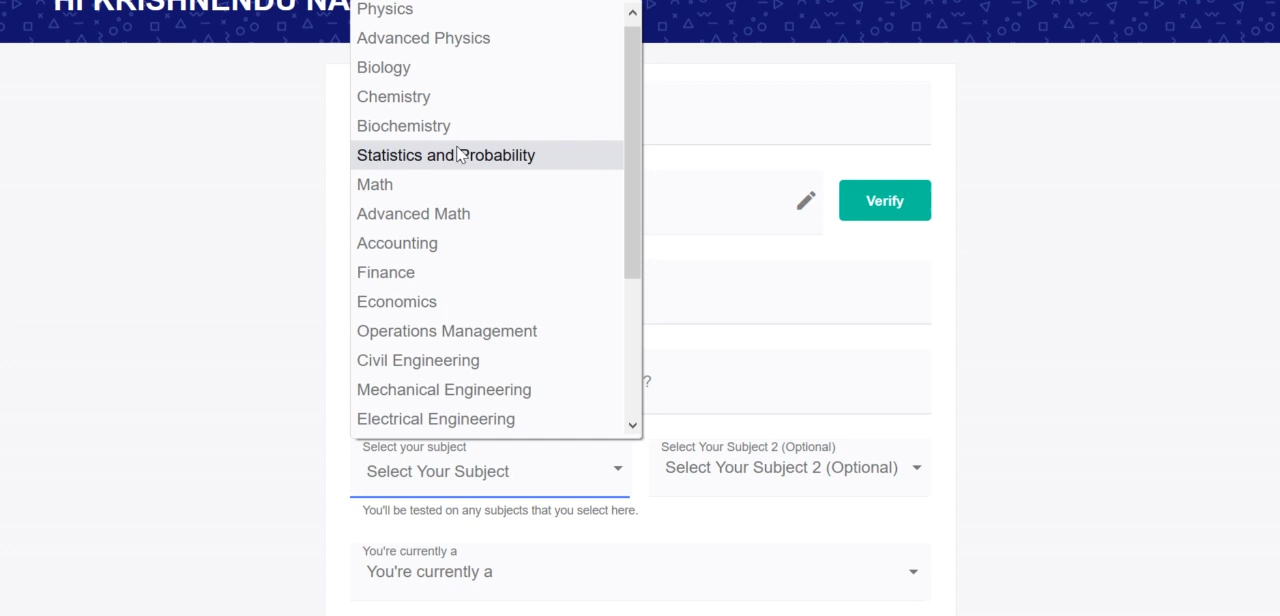 HI KRISHNENDU NA
Physics
Advanced Physics
Biology
Chemistry
Biochemistry
Statistics and Probability
Math
Advanced Math
Accounting
Finance
Economics
Operations Management
Civil Engineering
Mechanical Engineering
Electrical Engineering
Verify
?
Select your subject
Select Your Subject
Select Your Subject 2 (Optional)
Select Your Subject 2 (Optional)
You'll be tested on any subjects that you select here.
You're currently a
You're currently a